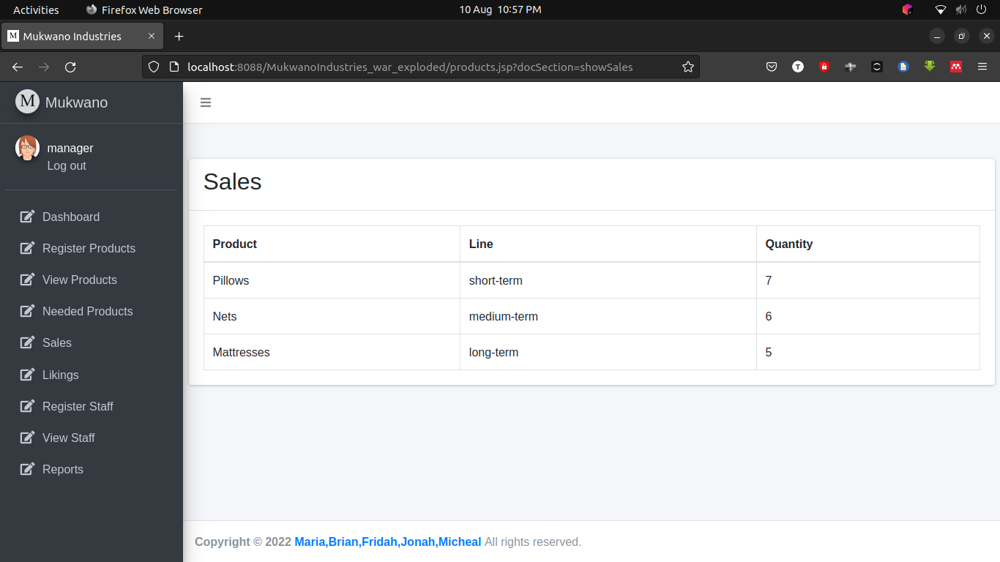 Activities Firefox Web Browser 10 Aug 10:57 PM
M Mukwano Industries
localhost:8088/MukwanoIndustries_war_exploded/products.jsp?docSection=showSales
M Mukwano
manager
Log out
Dashboard
Register Products
View Products
Needed Products
Sales
Likings
Register Staff
View Staff
Reports
Sales
Product Line Quantity
Pillows short-term 7
Nets medium-term 6
Mattresses long-term 5
Copyright © 2022 Maria,Brian,Fridah,Jonah,Micheal All rights reserved.